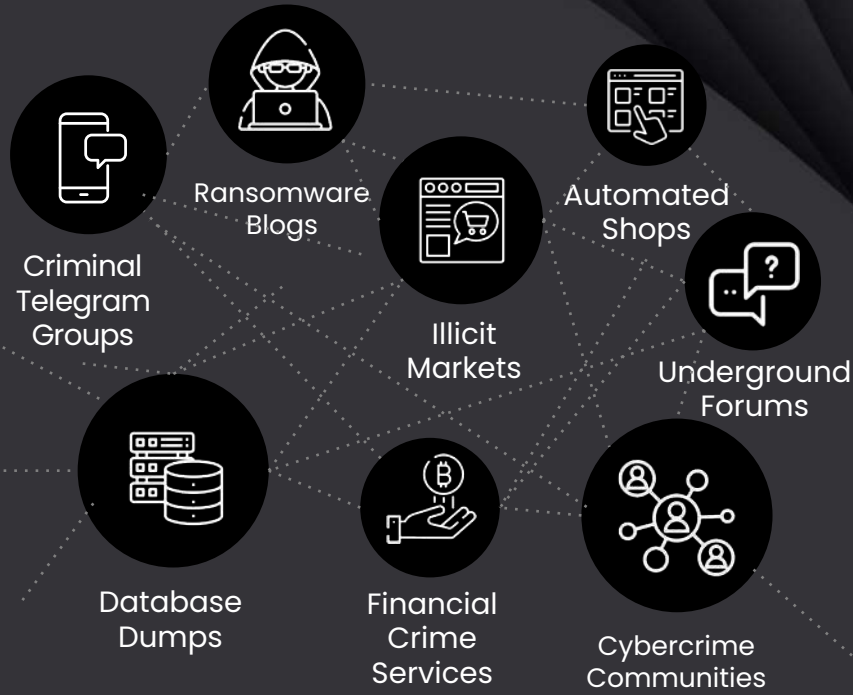 Ransomware
Blogs
Automated
Shops
Criminal
Telegram
Groups
Illicit
Markets
?
Underground
Forums
Database
Dumps
Financial
Crime
Services
Cybercrime
Communities